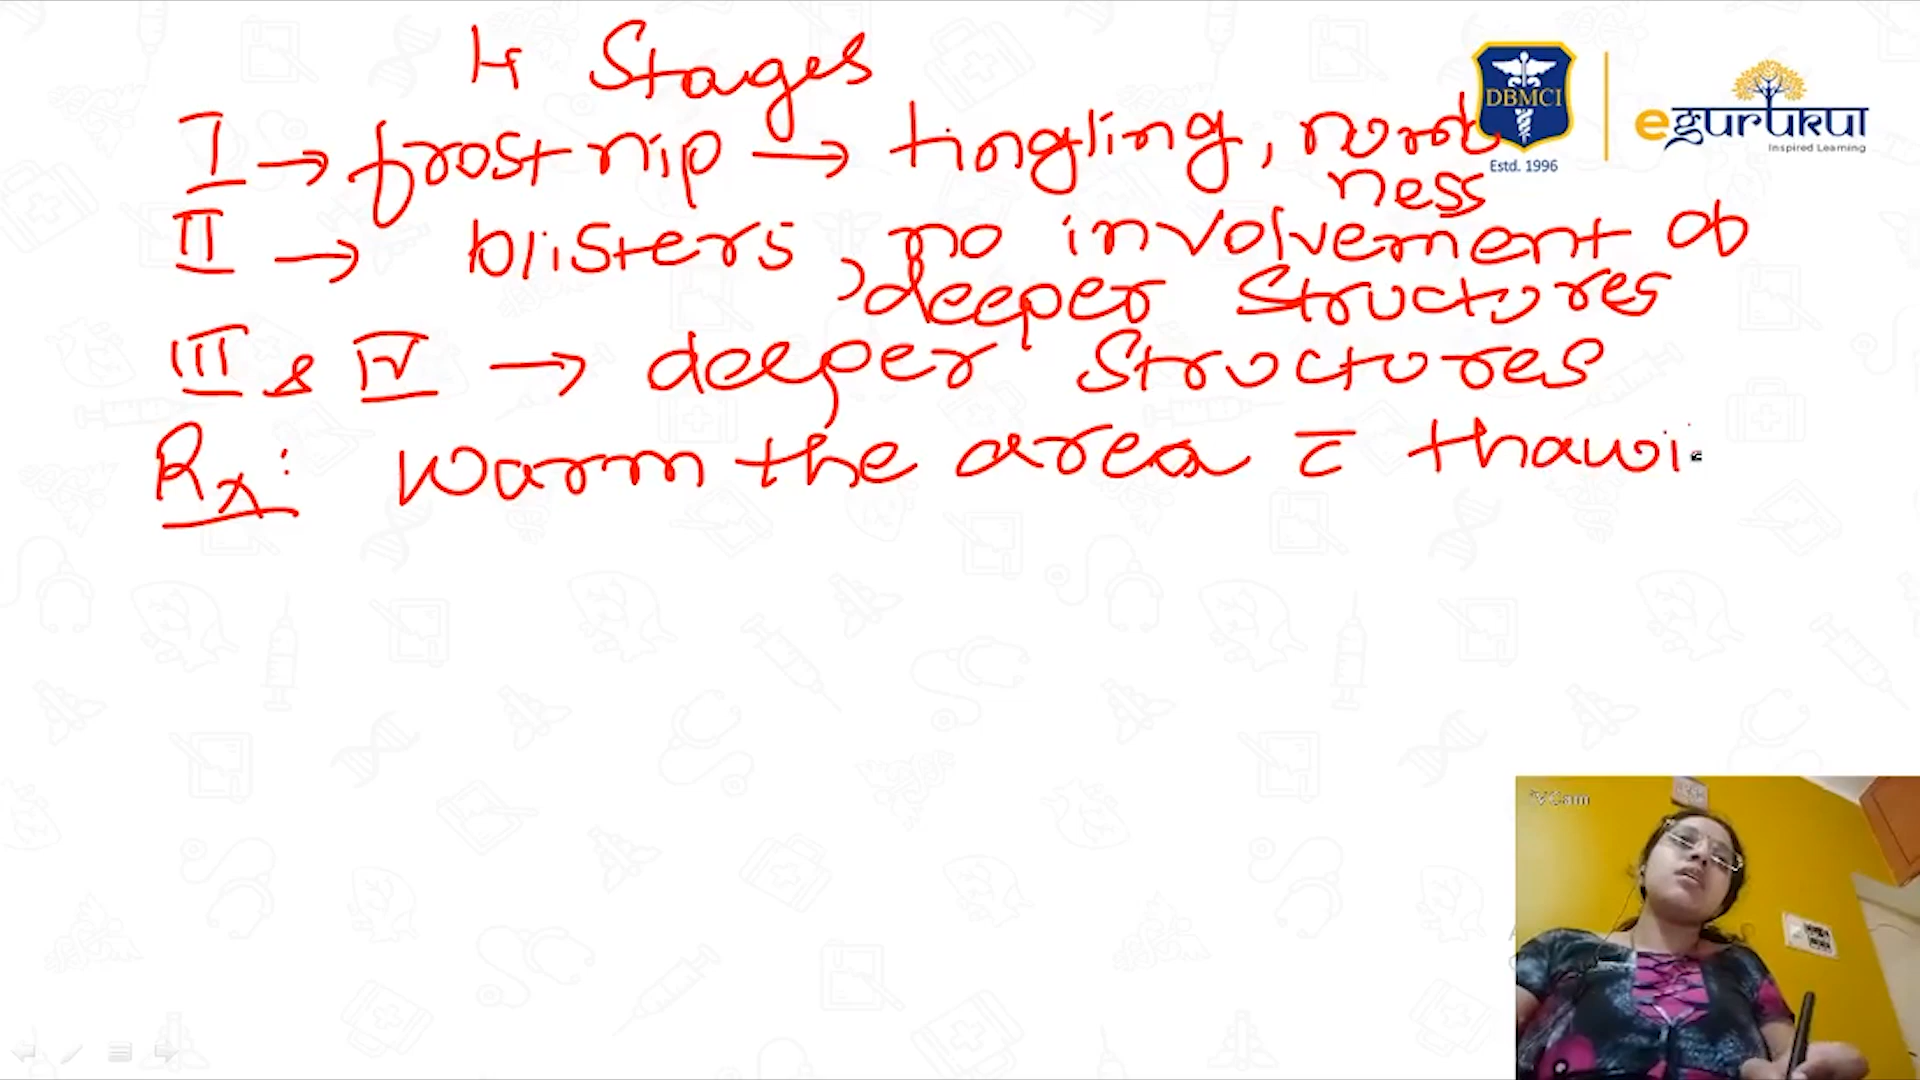 4 Stages
I → frost nip → tingling, numb
ness
II → blisters, no involvement of
deeper structures
III & IV → deeper structures
Rx: Warm the area c̄ thawi
DBMCI
Estd. 1996
egurukul
Inspired Learning
VCam